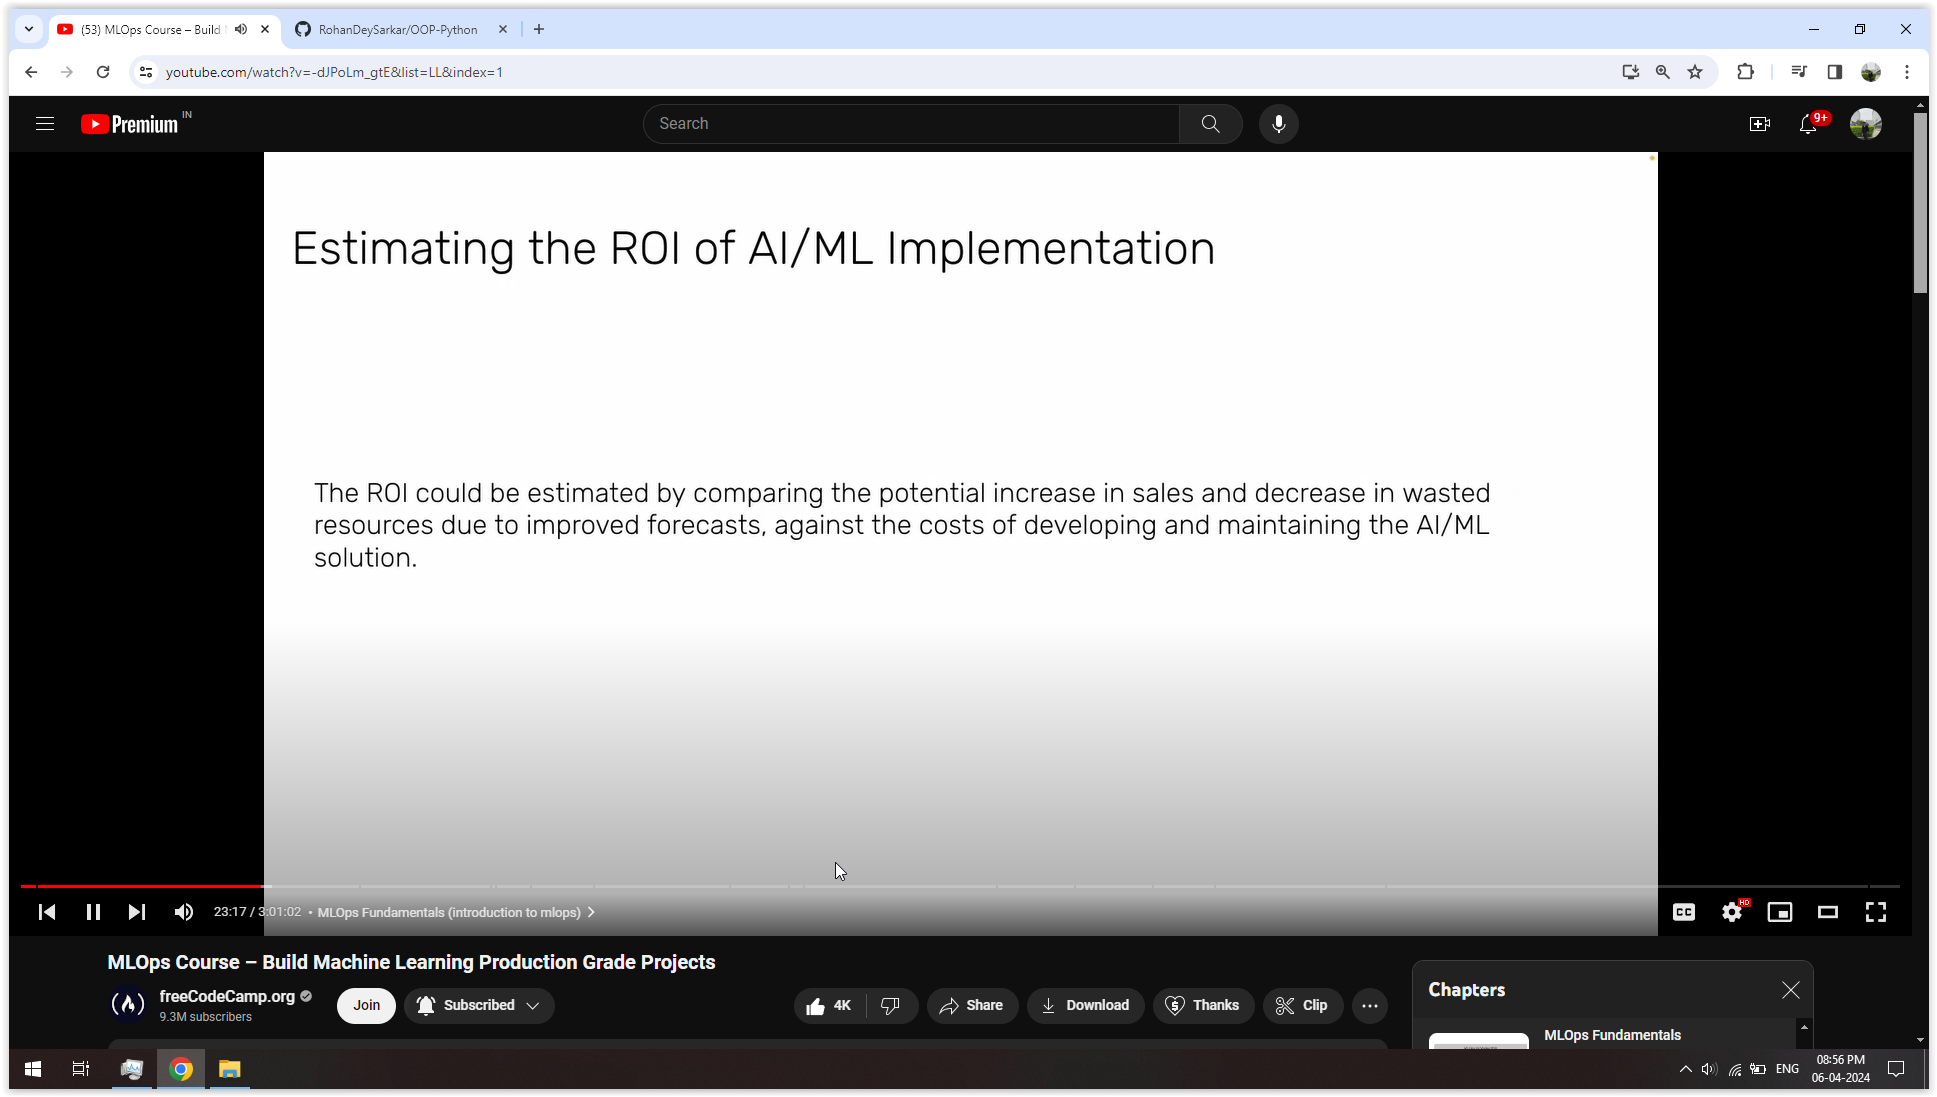 (53) MLOps Course – Build
RohanDeySarkar/OOP-Python
youtube.com/watch?v=-dJPoLm_gtE&list=LL&index=1
Premium IN
Search
9+
Estimating the ROI of AI/ML Implementation
The ROI could be estimated by comparing the potential increase in sales and decrease in wasted
resources due to improved forecasts, against the costs of developing and maintaining the AI/ML
solution.
23:17 / 3:01:02 • MLOps Fundamentals (introduction to mlops)
CC
HD
MLOps Course – Build Machine Learning Production Grade Projects
freeCodeCamp.org
9.3M subscribers
Join
Subscribed
4K
Share
Download
Thanks
Clip
Chapters
MLOps Fundamentals
ENG
08:56 PM
06-04-2024